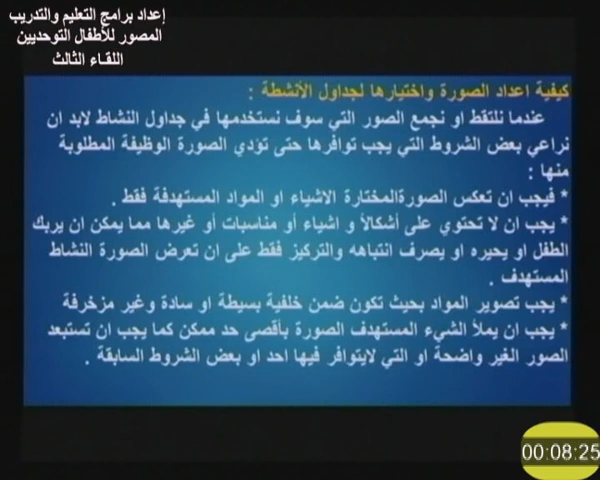 إعداد برامج التعليم والتدريب
المصور للأطفال التوحديين
اللقاء الثالث
كيفية اعداد الصورة واختيارها لجداول الأنشطة :
عندما نلتقط او نجمع الصور التي سوف نستخدمها في جداول النشاط لابد ان
نراعي بعض الشروط التي يجب توافرها حتى تؤدي الصورة الوظيفة المطلوبة
منها :
* فيجب ان تعكس الصورةالمختارة الاشياء او المواد المستهدفة فقط .
* يجب ان لا تحتوي على أشكالاً و اشياء أو مناسبات أو غيرها مما يمكن ان يربك
الطفل او يحيره او يصرف انتباهه والتركيز فقط على ان تعرض الصورة النشاط
المستهدف .
* يجب تصوير المواد بحيث تكون ضمن خلفية بسيطة او سادة وغير مزخرفة
* يجب ان يملأ الشيء المستهدف الصورة بأقصى حد ممكن كما يجب ان تستبعد
الصور الغير واضحة او التي لايتوافر فيها احد او بعض الشروط السابقة .
00:08:25